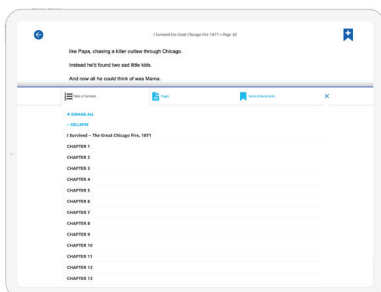 I Survived the Great Chicago Fire 1871 • Page 30
like Papa, chasing a killer outlaw through Chicago.
Instead he'd found two sad little kids.
And now all he could think of was Mama.
Table of Contents
Pages
Notes & Bookmarks
+ EXPAND ALL
− COLLAPSE
I Survived – The Great Chicago Fire, 1871
CHAPTER 1
CHAPTER 2
CHAPTER 3
CHAPTER 4
CHAPTER 5
CHAPTER 6
CHAPTER 7
CHAPTER 8
CHAPTER 9
CHAPTER 10
CHAPTER 11
CHAPTER 12
CHAPTER 13